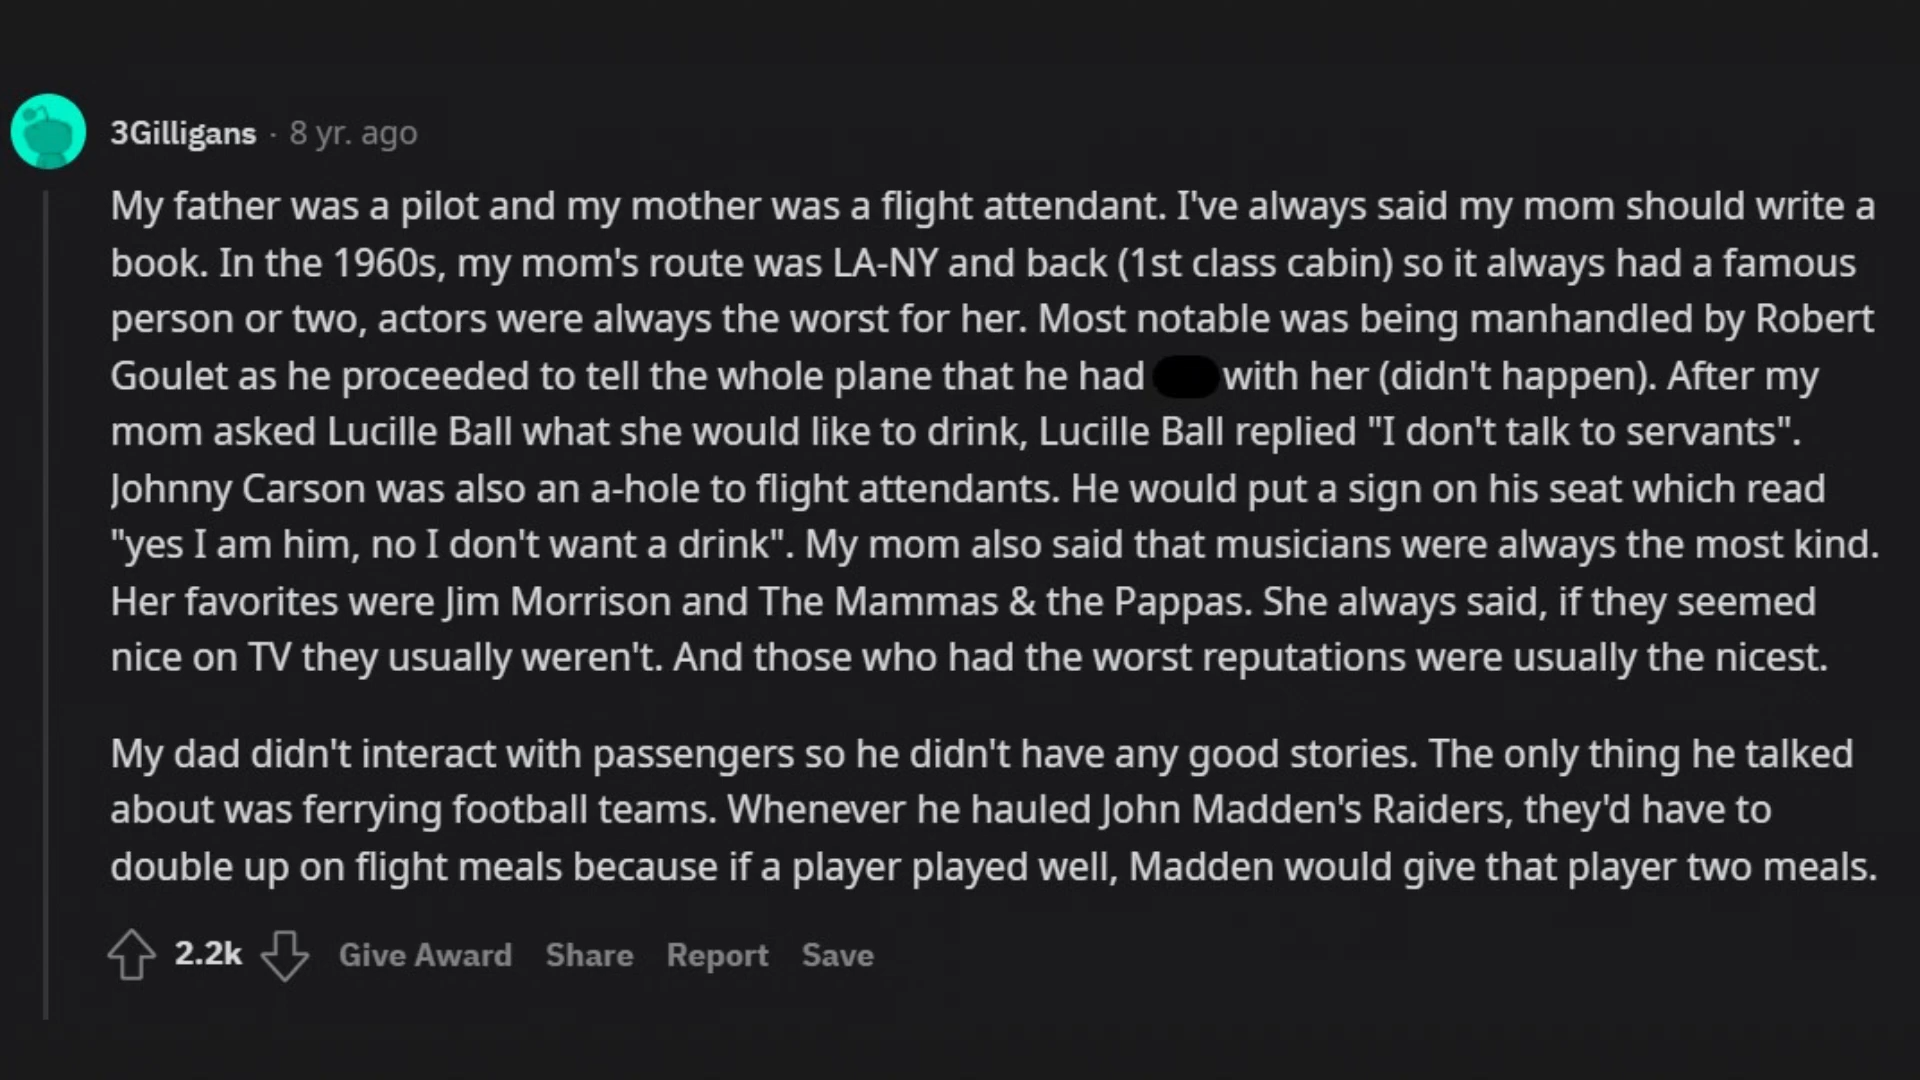 3Gilligans · 8 yr. ago
My father was a pilot and my mother was a flight attendant. I've always said my mom should write a
book. In the 1960s, my mom's route was LA-NY and back (1st class cabin) so it always had a famous
person or two, actors were always the worst for her. Most notable was being manhandled by Robert
Goulet as he proceeded to tell the whole plane that he had with her (didn't happen). After my
mom asked Lucille Ball what she would like to drink, Lucille Ball replied "I don't talk to servants".
Johnny Carson was also an a-hole to flight attendants. He would put a sign on his seat which read
"yes I am him, no I don't want a drink". My mom also said that musicians were always the most kind.
Her favorites were Jim Morrison and The Mammas & the Pappas. She always said, if they seemed
nice on TV they usually weren't. And those who had the worst reputations were usually the nicest.
My dad didn't interact with passengers so he didn't have any good stories. The only thing he talked
about was ferrying football teams. Whenever he hauled John Madden's Raiders, they'd have to
double up on flight meals because if a player played well, Madden would give that player two meals.
2.2k Give Award Share Report Save